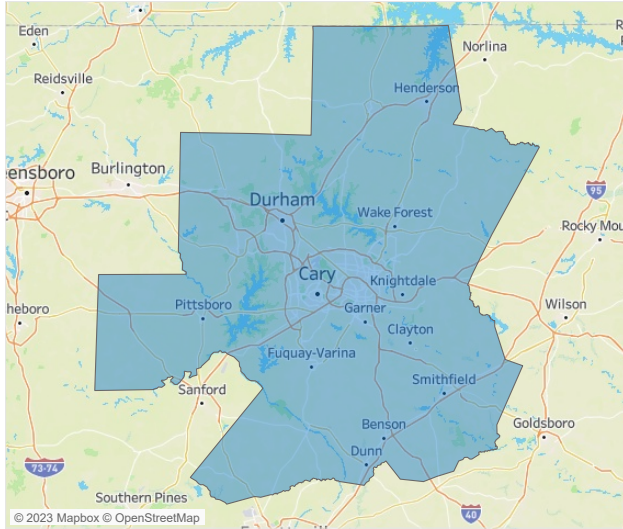 Eden
Norlina
Reidsville
Henderson
ensboro
Burlington
Durham
Wake Forest
95
Rocky Mou
Cary
Knightdale
Pittsboro
Garner
Wilson
heboro
Clayton
Fuquay-Varina
Smithfield
Sanford
Benson
Goldsboro
Dunn
73-74
Southern Pines
40
© 2023 Mapbox © OpenStreetMap